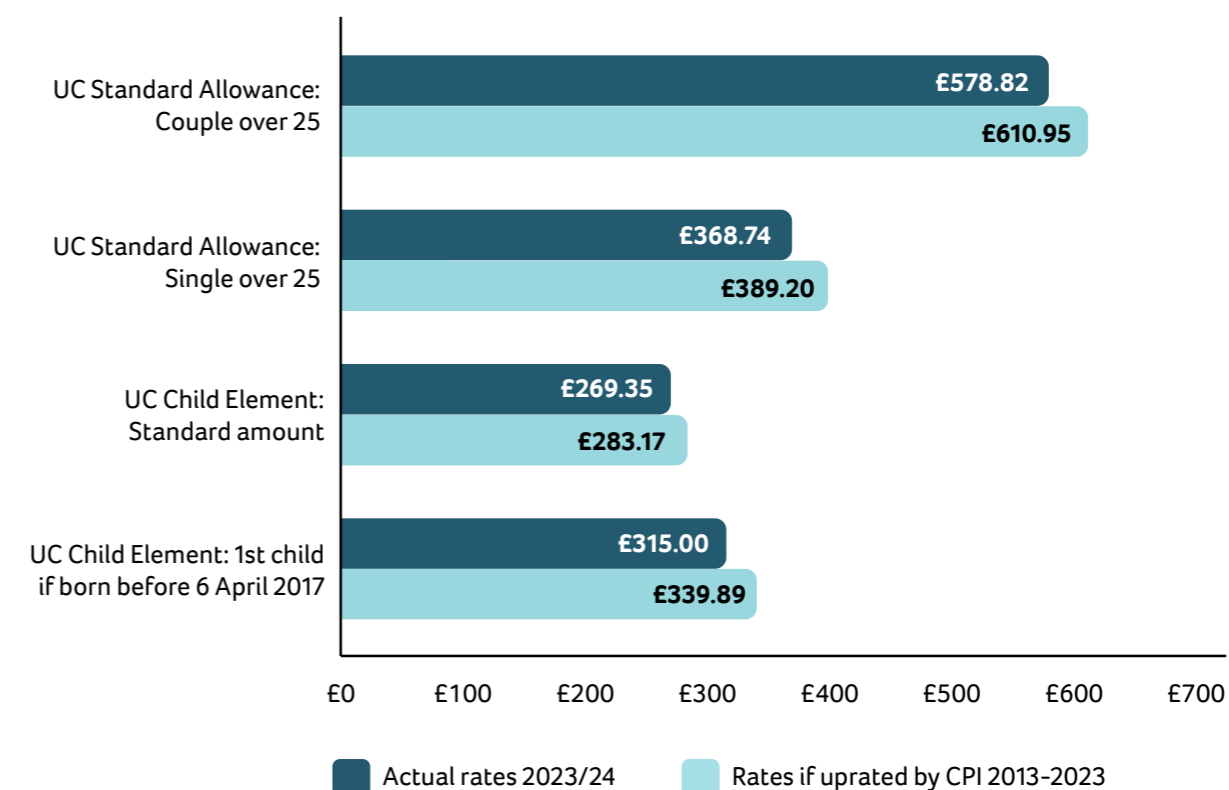 UC Standard Allowance:
Couple over 25
£578.82
£610.95
UC Standard Allowance:
Single over 25
£368.74
£389.20
UC Child Element:
Standard amount
£269.35
£283.17
UC Child Element: 1st child
if born before 6 April 2017
£315.00
£339.89
£0 £100 £200 £300 £400 £500 £600 £700
Actual rates 2023/24 Rates if uprated by CPI 2013-2023